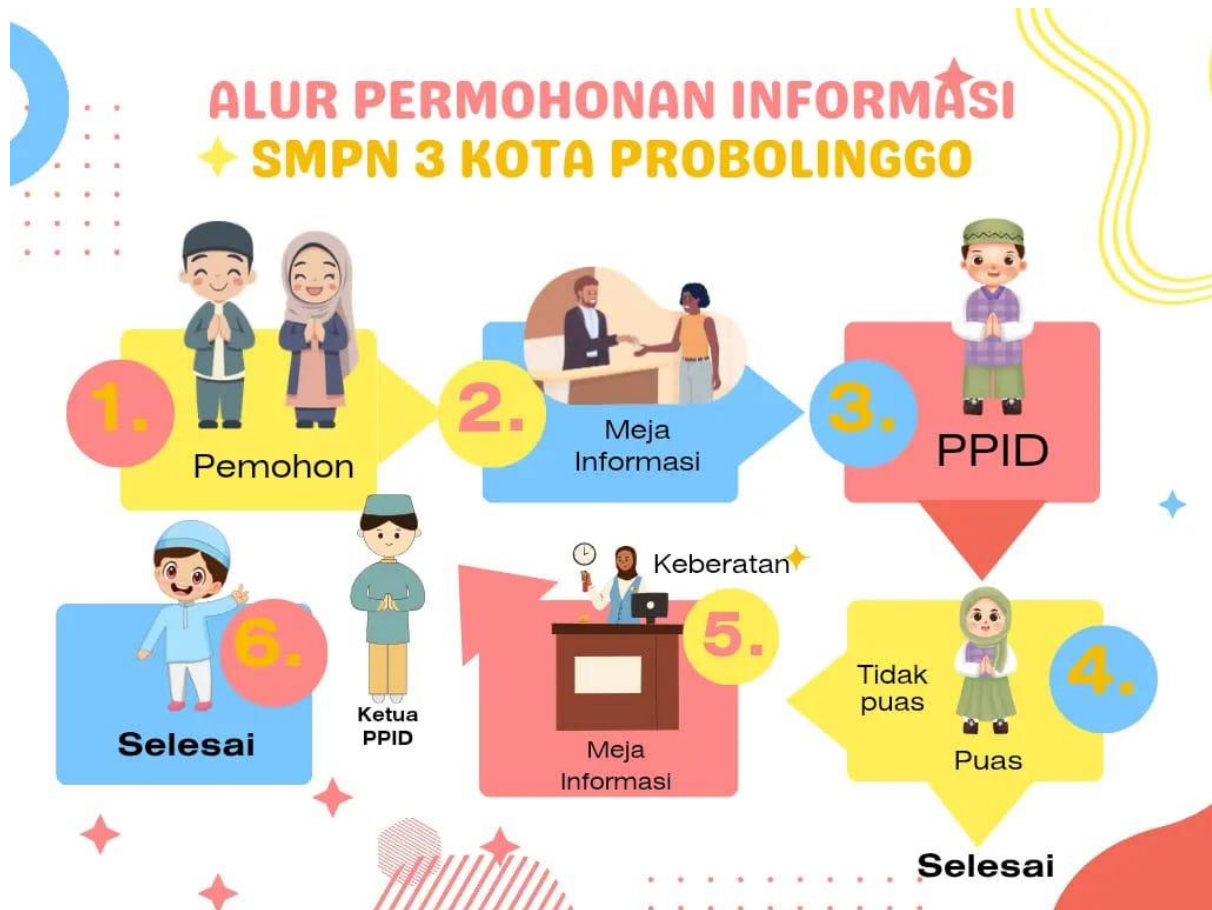 ALUR PERMOHONAN INFORMASI
SMPN 3 KOTA PROBOLINGGO
1.
Pemohon
2.
Meja
Informasi
3.
PPID
4.
Tidak
puas
Puas
Selesai
5.
Keberatan
Meja
Informasi
Ketua
PPID
6.
Selesai